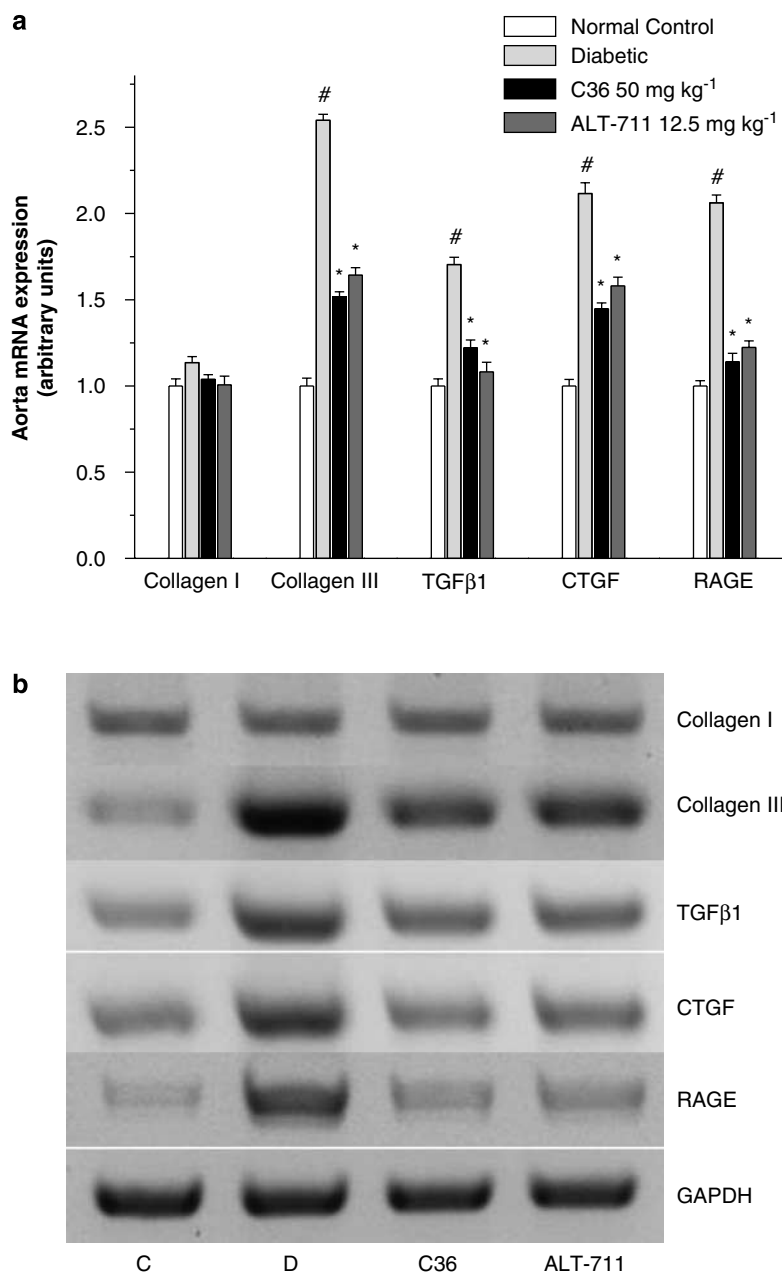 a
Normal Control
Diabetic
C36 50 mg kg-1
ALT-711 12.5 mg kg-1
Aorta mRNA expression
(arbitrary units)
2.5
2.0
1.5
1.0
0.5
0.0
#
* *
#
* *
#
* *
#
* *
Collagen I Collagen III TGFβ1 CTGF RAGE
b
Collagen I
Collagen III
TGFβ1
CTGF
RAGE
GAPDH
C D C36 ALT-711